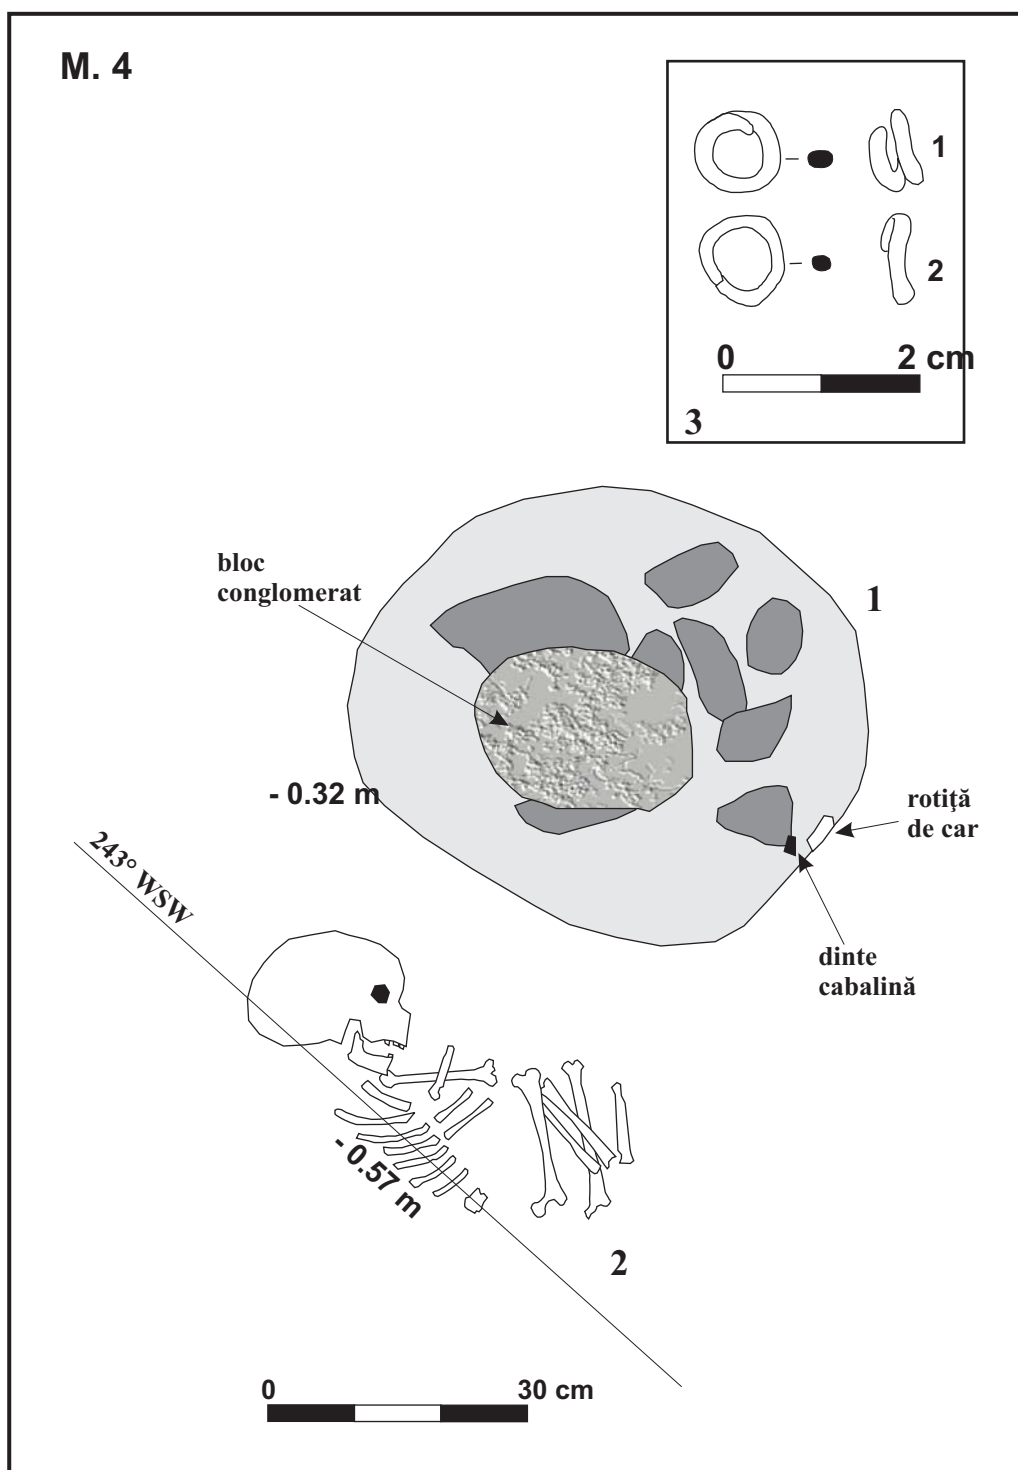 M. 4
1
2
0 2 cm
3
bloc
conglomerat
1
- 0.32 m
rotiţă
de car
243° WSW
dinte
cabalină
- 0.57 m
2
0 30 cm